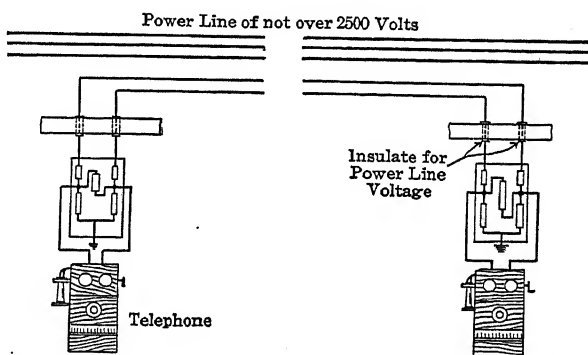 Power Line of not over 2500 Volts
Insulate for
Power Line
Voltage
Telephone